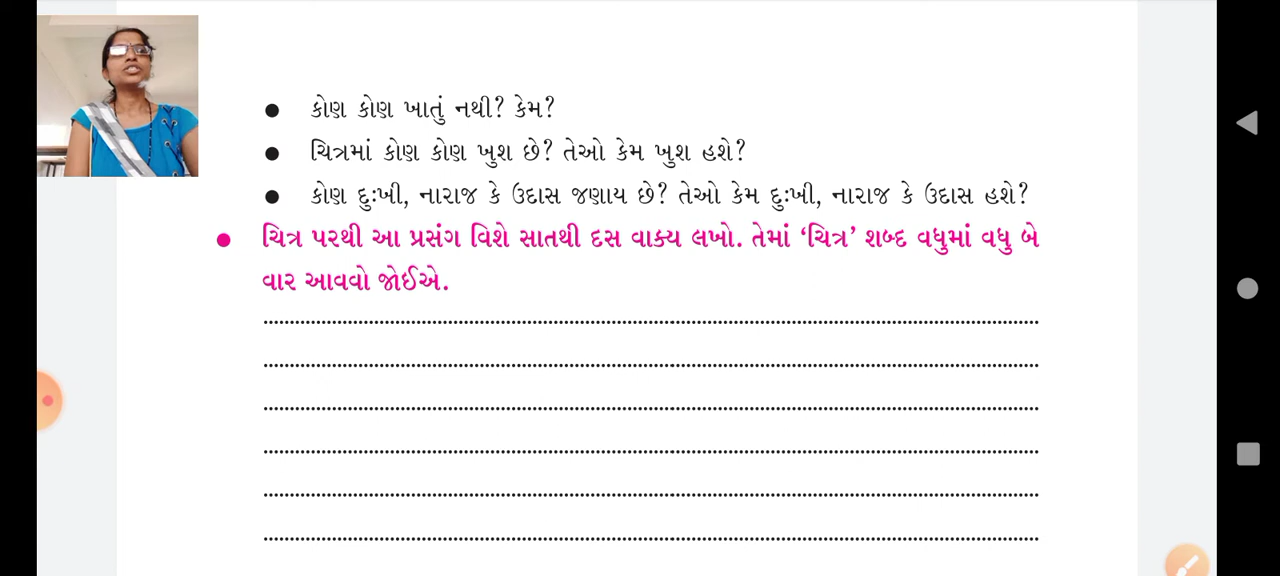 ● કોણ કોણ ખાતું નથી? કેમ?
● ચિત્રમાં કોણ કોણ ખુશ છે? તેઓ કેમ ખુશ હશે?
● કોણ દુઃખી, નારાજ કે ઉદાસ જણાય છે? તેઓ કેમ દુઃખી, નારાજ કે ઉદાસ હશે?
● ચિત્ર પરથી આ પ્રસંગ વિશે સાતથી દસ વાક્ય લખો. તેમાં ‘ચિત્ર’ શબ્દ વધુમાં વધુ બે
વાર આવવો જોઈએ.